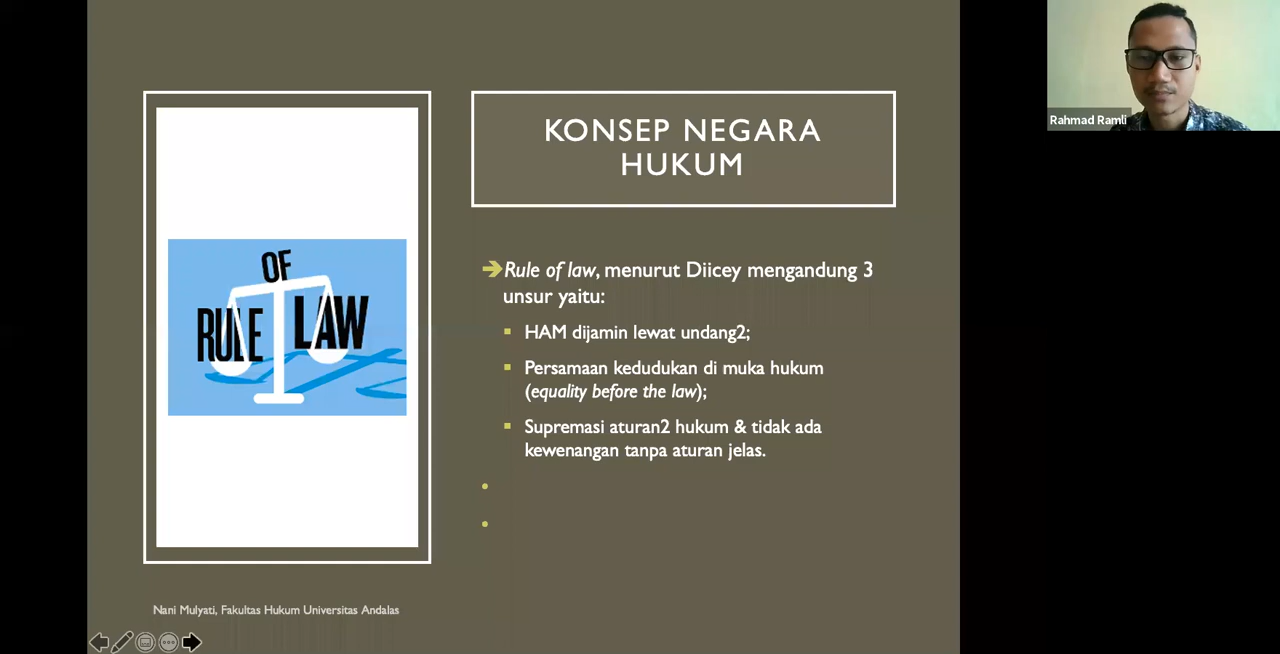 KONSEP NEGARA
HUKUM
OF
RULE LAW
Rule of law, menurut Diicey mengandung 3
unsur yaitu:
HAM dijamin lewat undang2;
Persamaan kedudukan di muka hukum
(equality before the law);
Supremasi aturan2 hukum & tidak ada
kewenangan tanpa aturan jelas.
Nani Mulyati, Fakultas Hukum Universitas Andalas
Rahmad Ramli